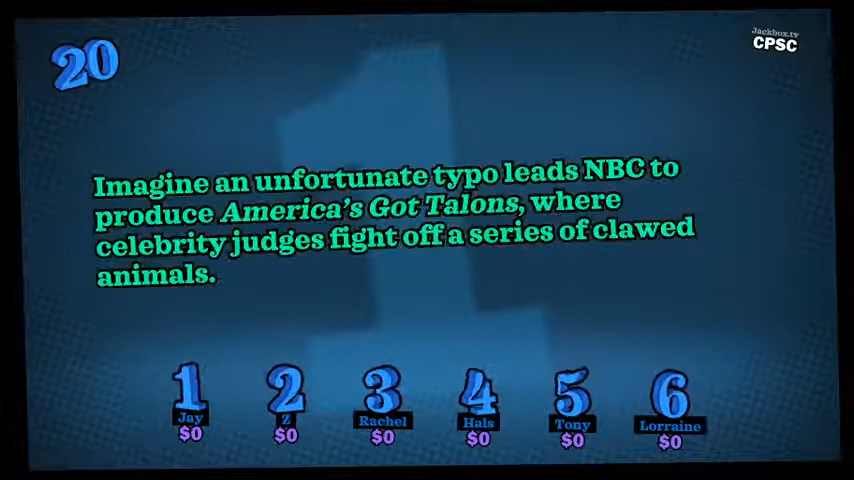 20
Jackbox.tv
CPSC
1
Imagine an unfortunate typo leads NBC to
produce America's Got Talons, where
celebrity judges fight off a series of clawed
animals.
1 2 3 4 5 6
Jay Z Rachel Hals Tony Lorraine
$0 $0 $0 $0 $0 $0